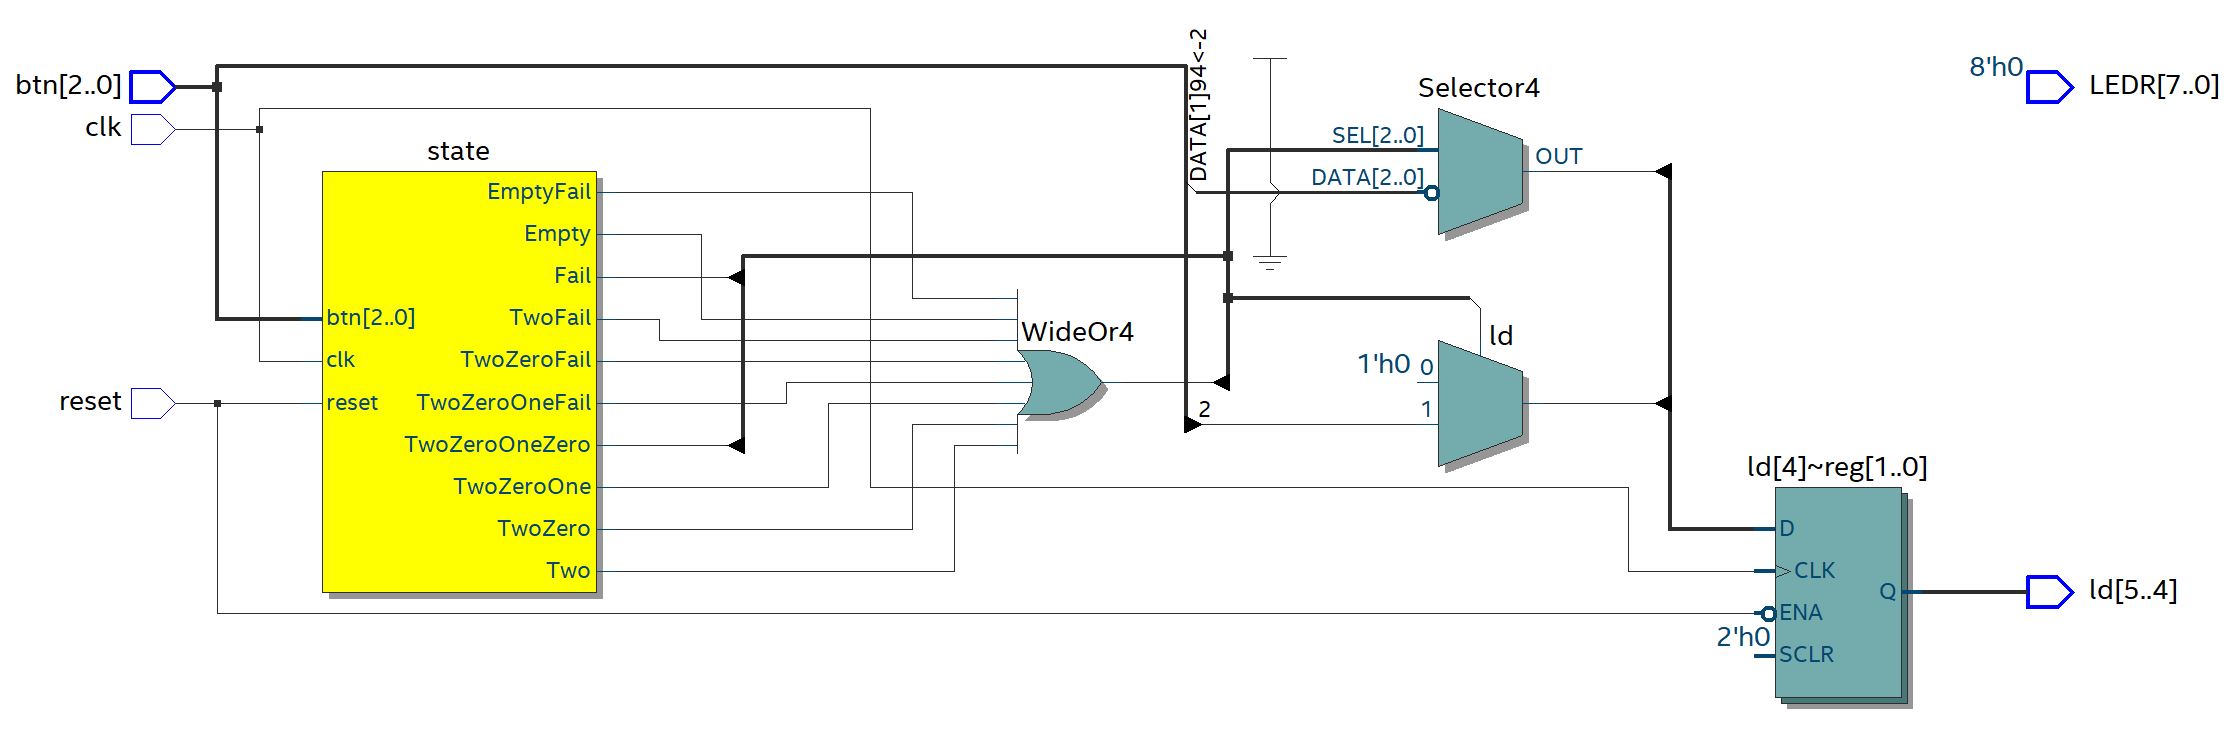 btn[2..0]
clk
reset
state
EmptyFail
Empty
Fail
TwoFail
TwoZeroFail
TwoZeroOneFail
TwoZeroOneZero
TwoZeroOne
TwoZero
Two
btn[2..0]
clk
reset
WideOr4
DATA[1]94<-2
Selector4
SEL[2..0]
DATA[2..0]
OUT
ld
1'h0
0
1
2
8'h0
LEDR[7..0]
ld[4]~reg[1..0]
D
CLK
ENA
2'h0
SCLR
Q
ld[5..4]